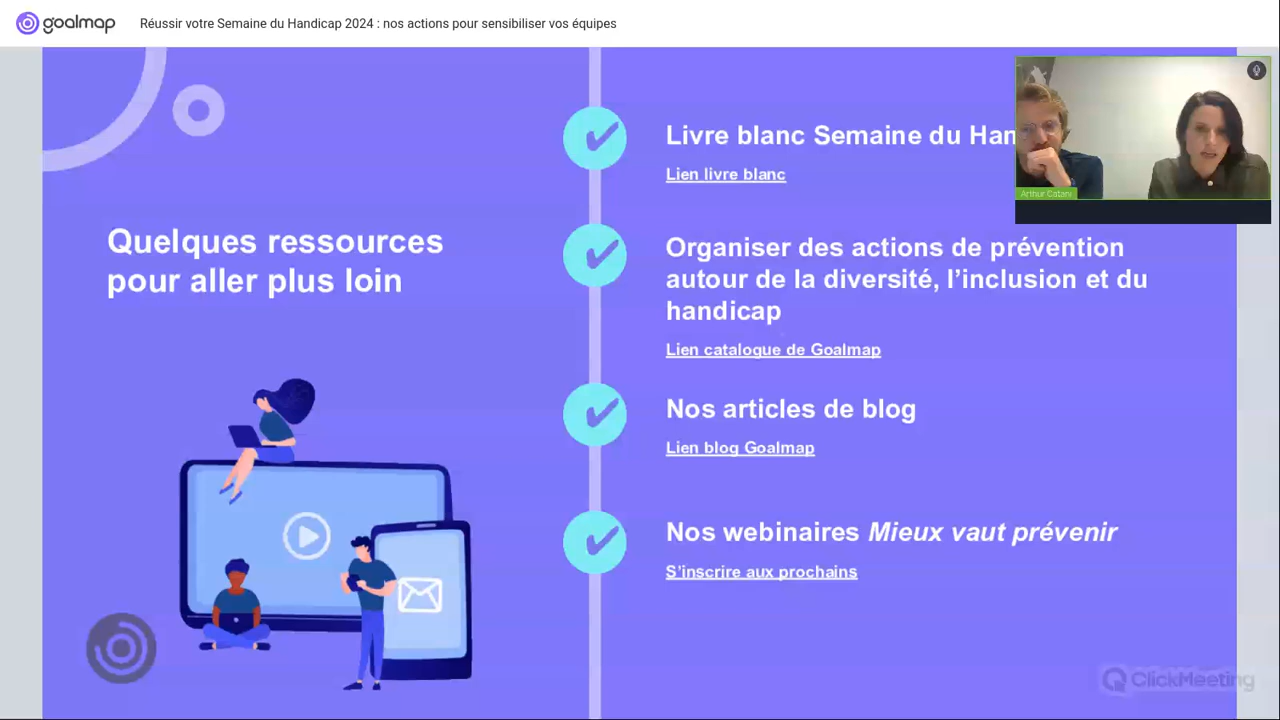 goalmap
Réussir votre Semaine du Handicap 2024 : nos actions pour sensibiliser vos équipes
Quelques ressources
pour aller plus loin
Livre blanc Semaine du Han
Lien livre blanc
Arthur Catani
Organiser des actions de prévention
autour de la diversité, l’inclusion et du
handicap
Lien catalogue de Goalmap
Nos articles de blog
Lien blog Goalmap
Nos webinaires Mieux vaut prévenir
S’inscrire aux prochains
ClickMeeting